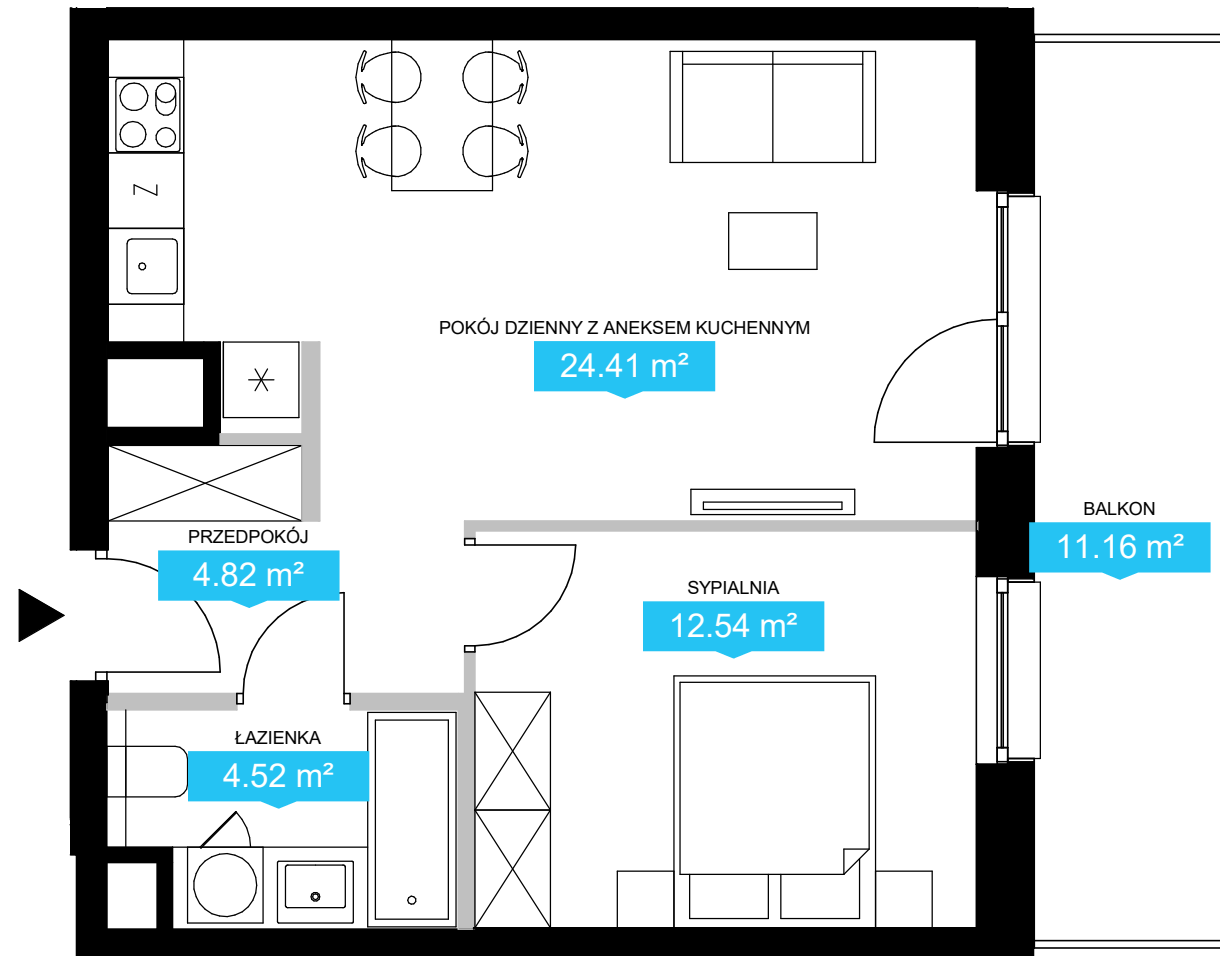 POKÓJ DZIENNY Z ANEKSEM KUCHENNYM
24.41 m²
PRZEDPOKÓJ
4.82 m²
BALKON
11.16 m²
SYPIALNIA
12.54 m²
ŁAZIENKA
4.52 m²